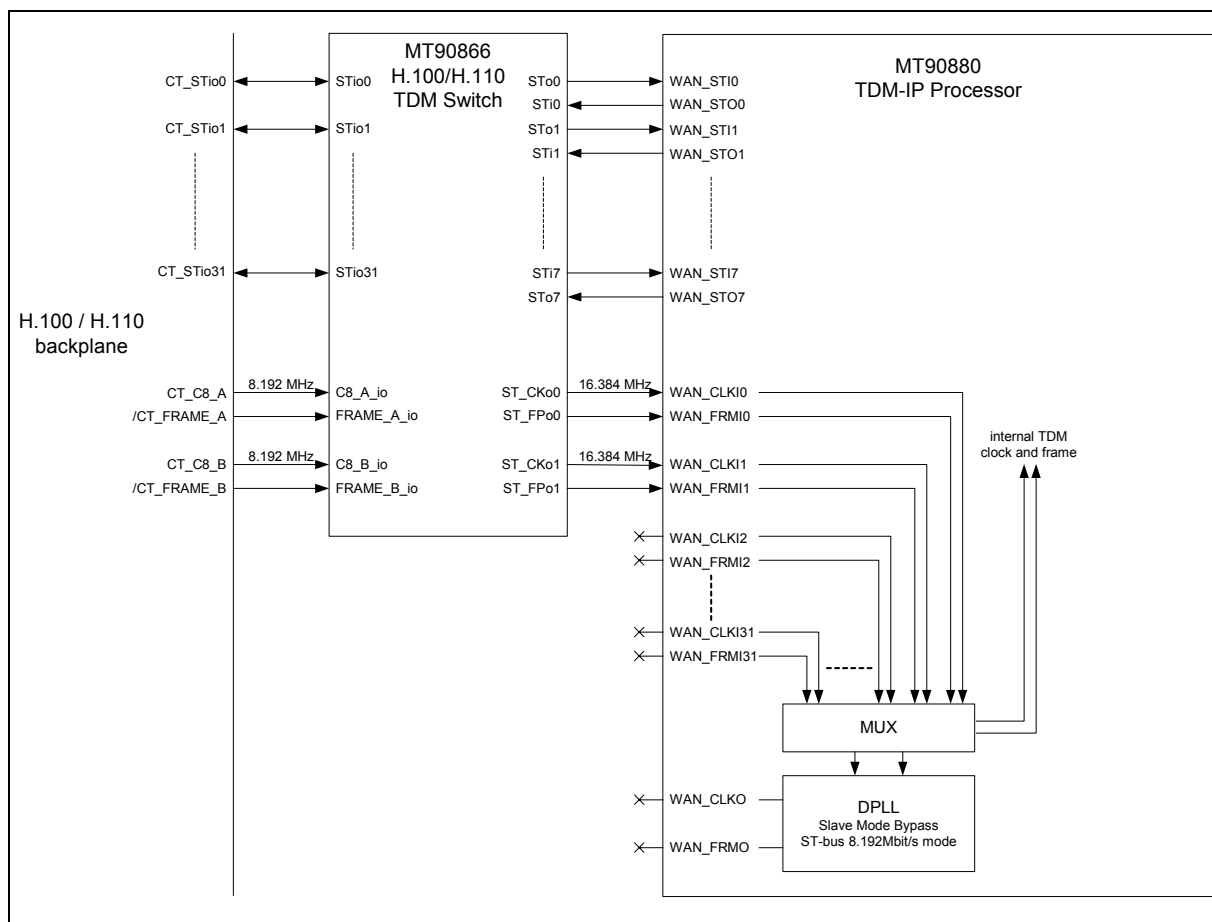 MT90866
H.100/H.110
TDM Switch
MT90880
TDM-IP Processor
CT_STio0
STio0
STo0
WAN_STI0
STi0
WAN_STO0
CT_STio1
STio1
STo1
WAN_STI1
STi1
WAN_STO1
CT_STio31
STio31
STi7
WAN_STI7
STo7
WAN_STO7
H.100 / H.110
backplane
CT_C8_A
8.192 MHz
C8_A_io
ST_CKo0
16.384 MHz
WAN_CLKI0
/CT_FRAME_A
FRAME_A_io
ST_FPo0
WAN_FRMI0
CT_C8_B
8.192 MHz
C8_B_io
ST_CKo1
16.384 MHz
WAN_CLKI1
/CT_FRAME_B
FRAME_B_io
ST_FPo1
WAN_FRMI1
internal TDM
clock and frame
WAN_CLKI2
WAN_FRMI2
WAN_CLKI31
WAN_FRMI31
MUX
WAN_CLKO
WAN_FRMO
DPLL
Slave Mode Bypass
ST-bus 8.192Mbit/s mode